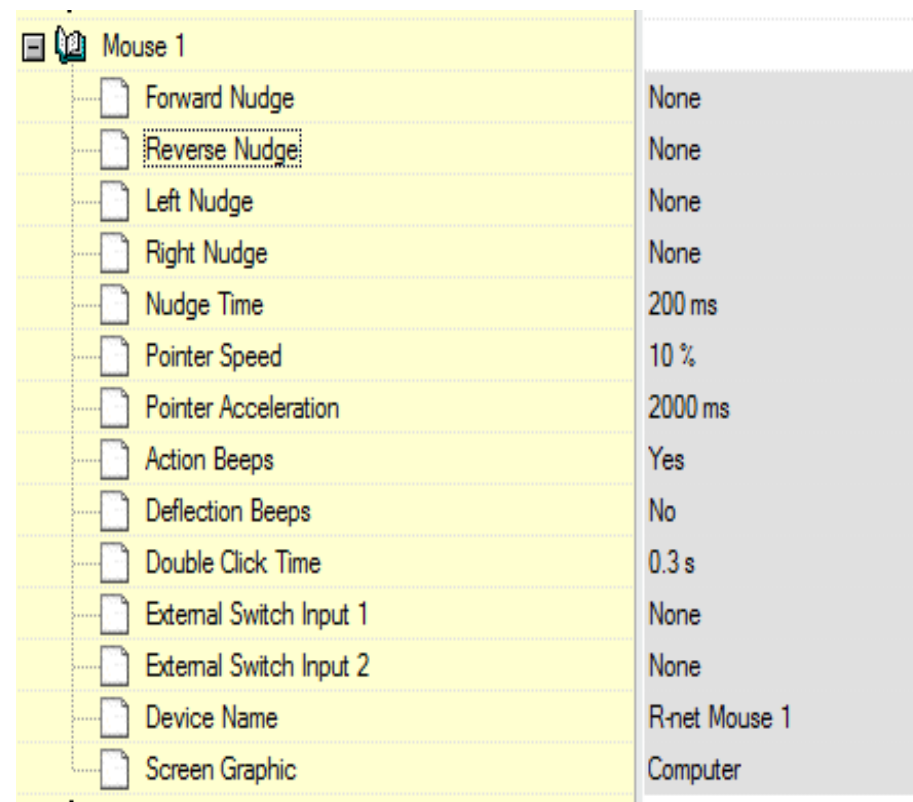 Mouse 1
Forward Nudge None
Reverse Nudge None
Left Nudge None
Right Nudge None
Nudge Time 200 ms
Pointer Speed 10 %
Pointer Acceleration 2000 ms
Action Beeps Yes
Deflection Beeps No
Double Click Time 0.3 s
External Switch Input 1 None
External Switch Input 2 None
Device Name R-net Mouse 1
Screen Graphic Computer